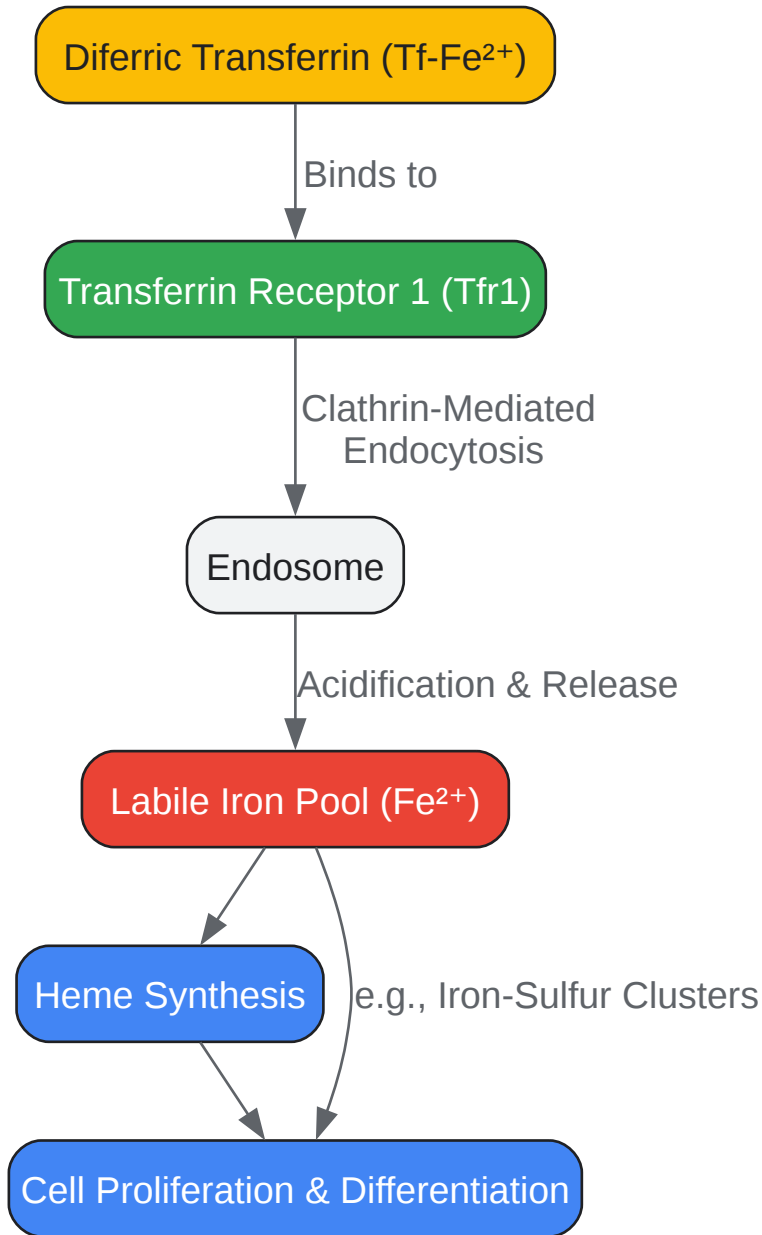 Diferric Transferrin (Tf-Fe²⁺)
Binds to
Transferrin Receptor 1 (Tfr1)
Clathrin-Mediated
Endocytosis
Endosome
Acidification & Release
Labile Iron Pool (Fe²⁺)
Heme Synthesis
e.g., Iron-Sulfur Clusters
Cell Proliferation & Differentiation